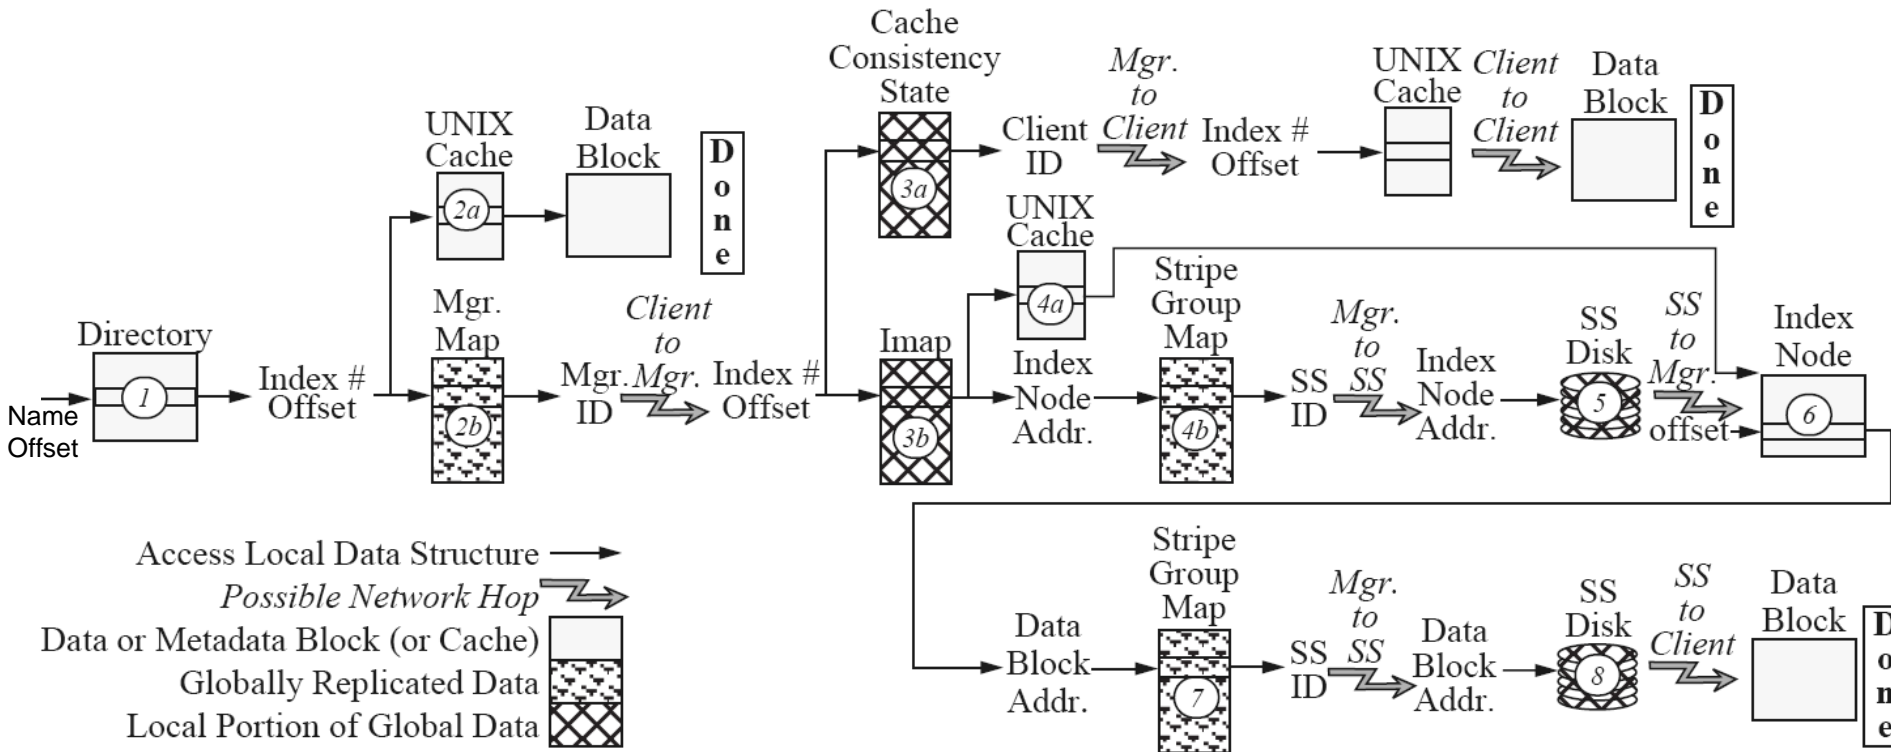 Name
Offset
Directory
1
Index #
Offset
UNIX
Cache
2a
Data
Block
D
o
n
e
Mgr.
Map
2b
Mgr.
ID
Client
to
Mgr.
Index #
Offset
Cache
Consistency
State
3a
Client
ID
Mgr.
to
Client
Index #
Offset
UNIX
Cache
Client
to
Client
Data
Block
D
o
n
e
Imap
3b
UNIX
Cache
4a
Index
Node
Addr.
Stripe
Group
Map
4b
SS
ID
Mgr.
to
SS
Index
Node
Addr.
SS
Disk
5
SS
to
Mgr.
offset
Index
Node
6
Data
Block
Addr.
Stripe
Group
Map
7
SS
ID
Mgr.
to
SS
Data
Block
Addr.
SS
Disk
8
SS
to
Client
Data
Block
D
o
n
e
Access Local Data Structure
Possible Network Hop
Data or Metadata Block (or Cache)
Globally Replicated Data
Local Portion of Global Data